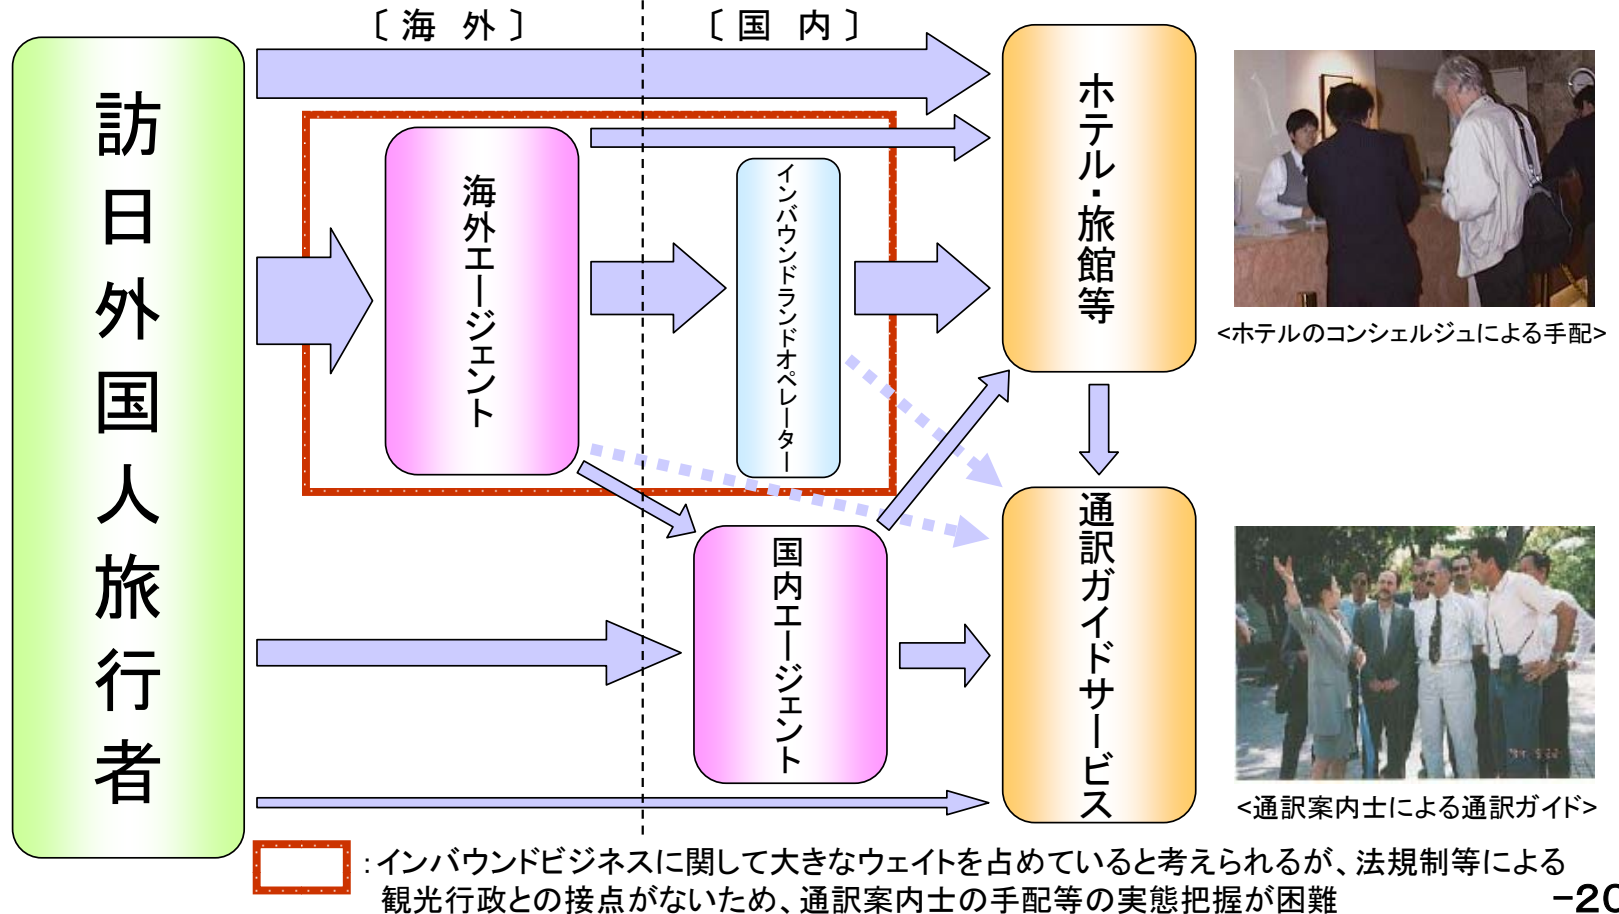 〔 海　外 〕
〔 国　内 〕
訪日外国人旅行者
海外エージェント
インバウンドランドオペレーター
ホテル・旅館等
<ホテルのコンシェルジュによる手配>
国内エージェント
通訳ガイドサービス
<通訳案内士による通訳ガイド>
：インバウンドビジネスに関して大きなウェイトを占めていると考えられるが、法規制等による
観光行政との接点がないため、通訳案内士の手配等の実態把握が困難
-20